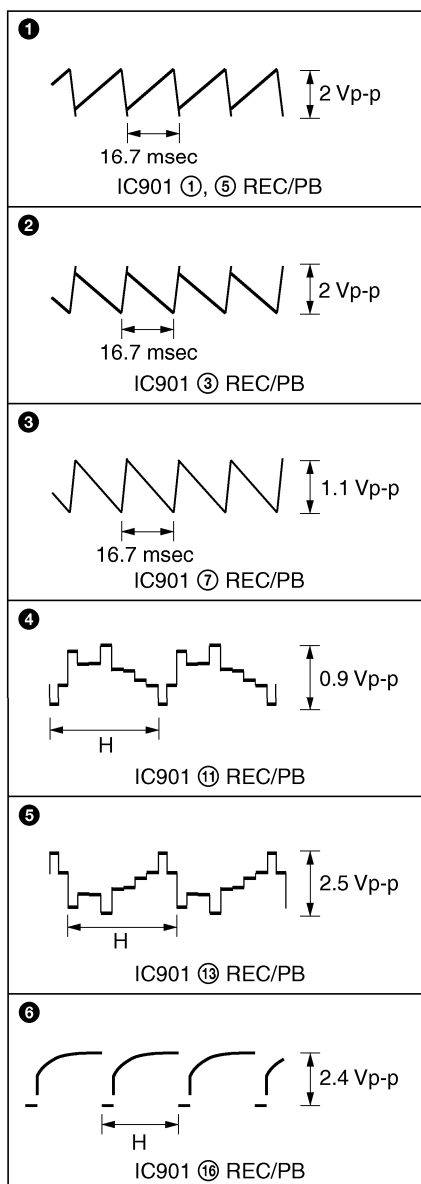 ❶
2 Vp-p
16.7 msec
IC901 ①, ⑤ REC/PB
❷
2 Vp-p
16.7 msec
IC901 ③ REC/PB
❸
1.1 Vp-p
16.7 msec
IC901 ⑦ REC/PB
❹
0.9 Vp-p
H
IC901 ⑪ REC/PB
❺
2.5 Vp-p
H
IC901 ⑬ REC/PB
❻
2.4 Vp-p
H
IC901 ⑯ REC/PB